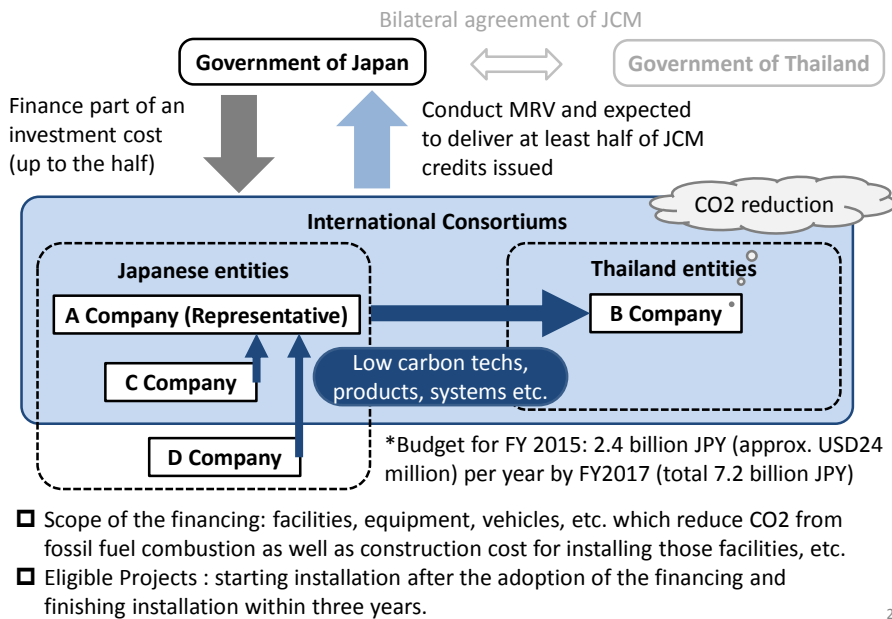 Bilateral agreement of JCM
Government of Japan
Government of Thailand
Finance part of an
investment cost
(up to the half)
Conduct MRV and expected
to deliver at least half of JCM
credits issued
CO2 reduction
International Consortiums
Japanese entities
Thailand entities
A Company (Representative)
B Company
C Company
Low carbon techs,
products, systems etc.
D Company
*Budget for FY 2015: 2.4 billion JPY (approx. USD24
million) per year by FY2017 (total 7.2 billion JPY)
Scope of the financing: facilities, equipment, vehicles, etc. which reduce CO2 from
fossil fuel combustion as well as construction cost for installing those facilities, etc.
Eligible Projects : starting installation after the adoption of the financing and
finishing installation within three years.
2